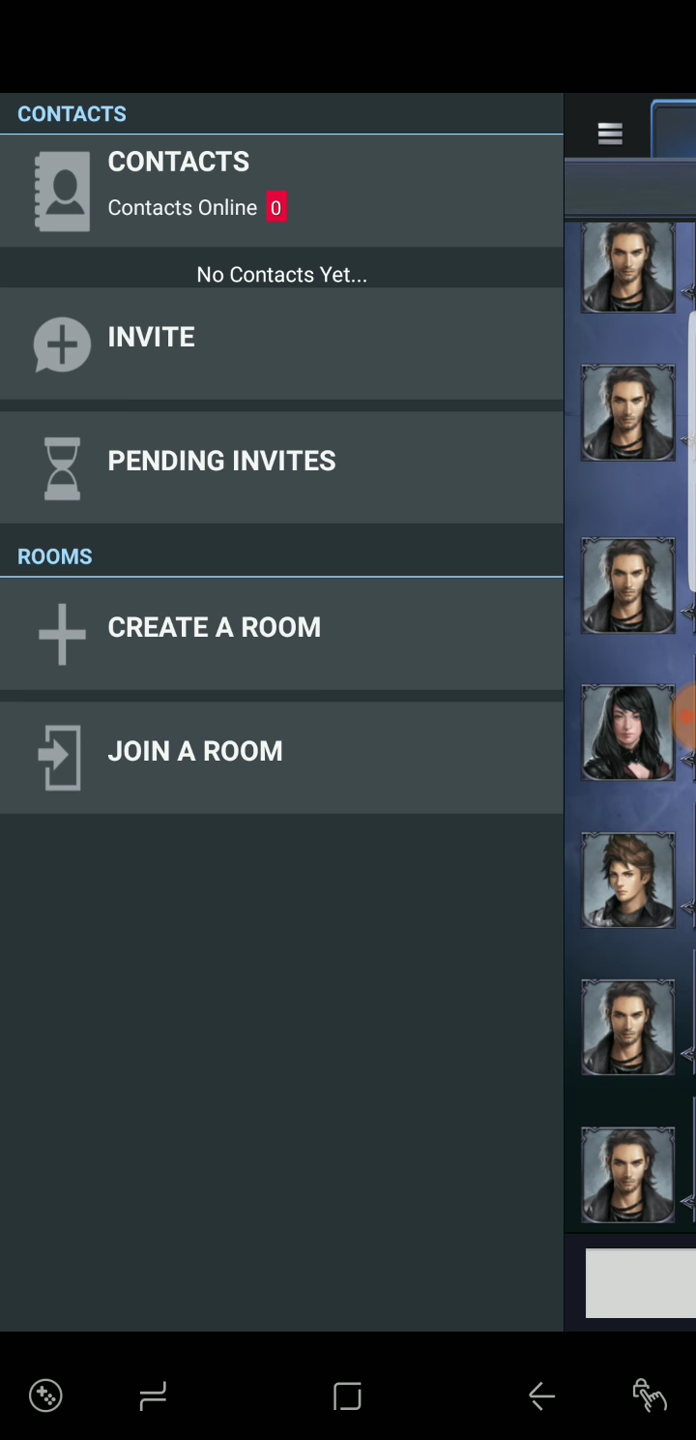 CONTACTS
CONTACTS
Contacts Online 0
No Contacts Yet...
INVITE
PENDING INVITES
ROOMS
CREATE A ROOM
JOIN A ROOM